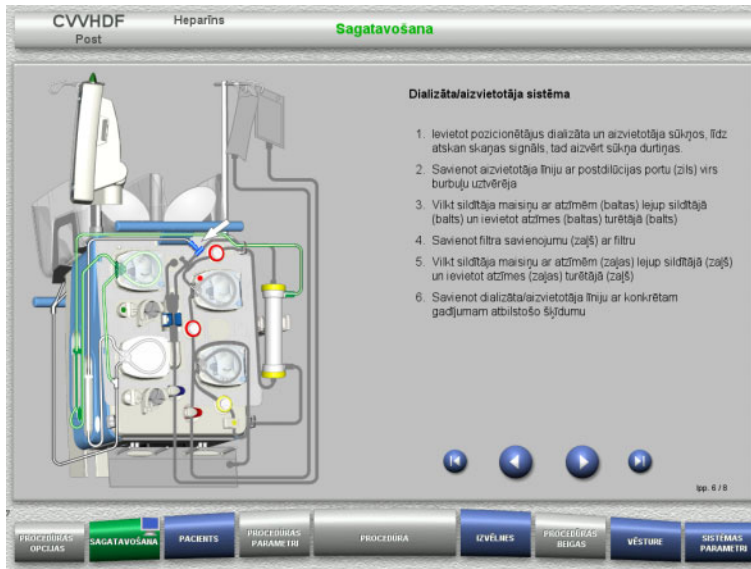 CVVHDF
Heparīns
Post
Sagatavošana
Dializāta/aizvietotāja sistēma
1. Ievietot pozicionētājus dializāta un aizvietotāja sūkņos, līdz
atskan skaņas signāls, tad aizvērt sūkņa durtiņas.
2. Savienot aizvietotāja līniju ar postdilūcijas portu (zils) virs
burbuļu uztvērēja
3. Vilkt sildītāja maisiņu ar atzīmēm (baltas) lejup sildītājā
(balts) un ievietot atzīmes (baltas) turētājā (balts)
4. Savienot filtra savienojumu (zaļš) ar filtru
5. Vilkt sildītāja maisiņu ar atzīmēm (zaļas) lejup sildītājā (zaļš)
un ievietot atzīmes (zaļas) turētājā (zaļš)
6. Savienot dializāta/aizvietotāja līniju ar konkrētam
gadījumam atbilstošo šķīdumu
lpp. 6 / 8
PROCEDŪRAS
OPCIJAS
SAGATAVOŠANA
PACIENTS
PROCEDŪRAS
PARAMETRI
PROCEDŪRA
IZVĒLNES
PROCEDŪRAS
BEIGAS
VĒSTURE
SISTĒMAS
PARAMETRI